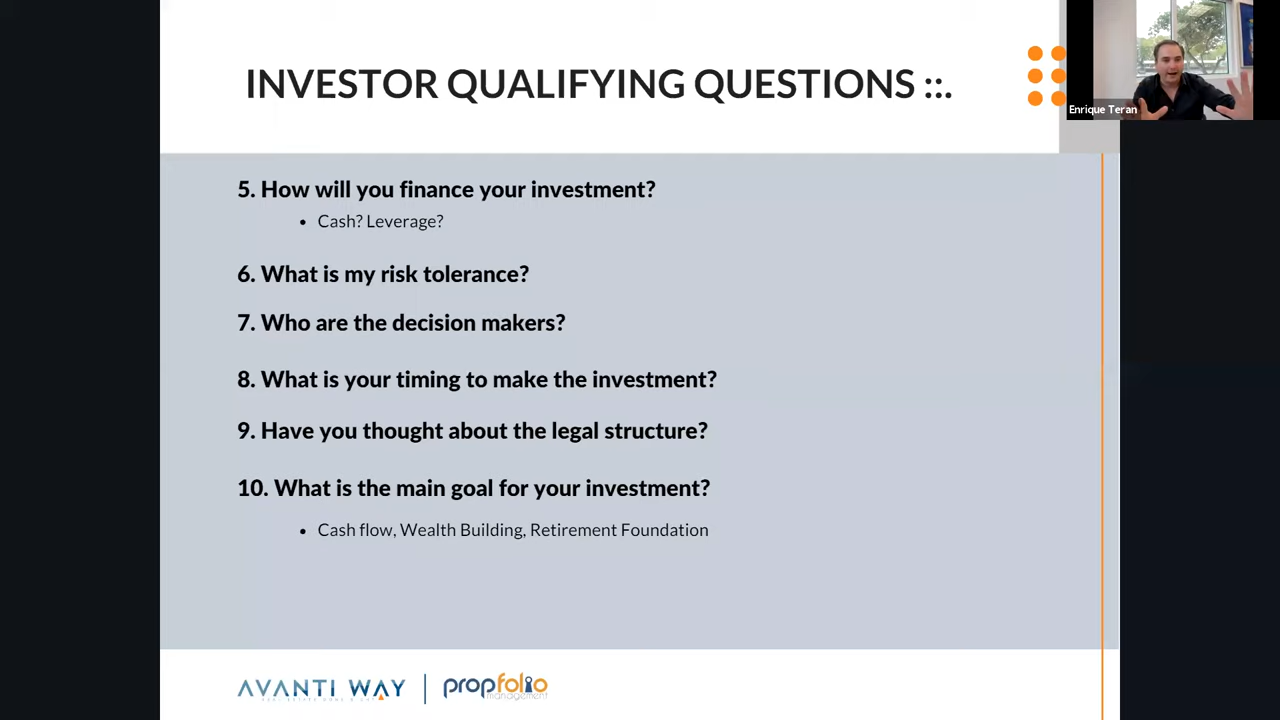 INVESTOR QUALIFYING QUESTIONS ::.
Enrique Teran
5. How will you finance your investment?
• Cash? Leverage?
6. What is my risk tolerance?
7. Who are the decision makers?
8. What is your timing to make the investment?
9. Have you thought about the legal structure?
10. What is the main goal for your investment?
• Cash flow, Wealth Building, Retirement Foundation
AVANTI WAY
propfolio
management